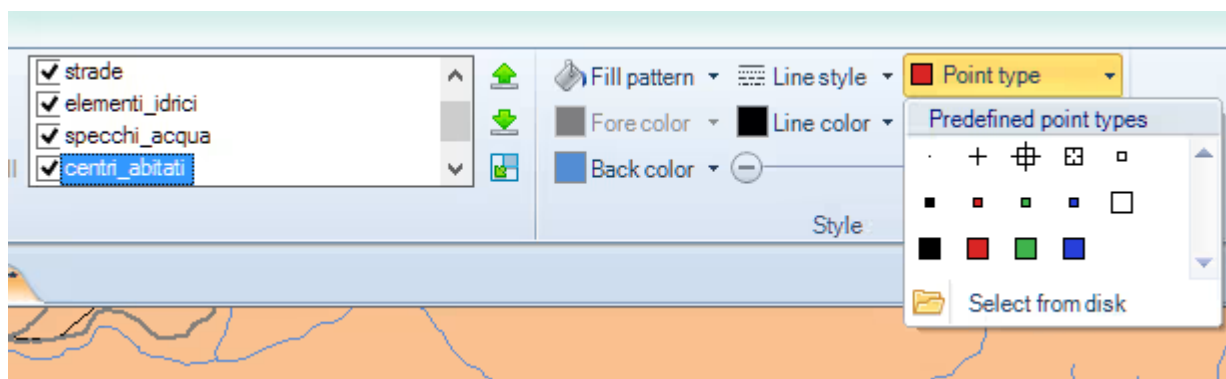 strade
elementi_idrici
specchi_acqua
centri_abitati
Fill pattern
Line style
Point type
Fore color
Line color
Back color
Style
Predefined point types
Select from disk